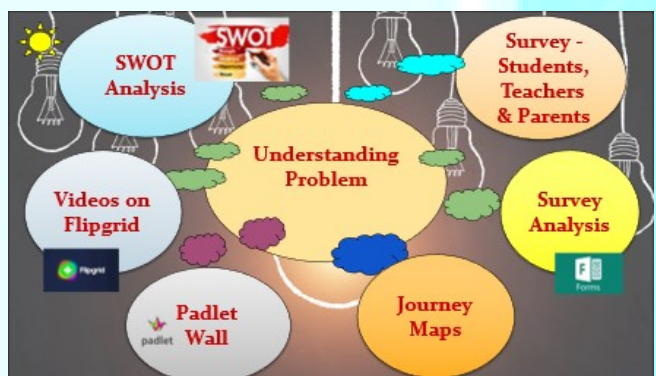 SWOT
Analysis
SWOT
Survey -
Students,
Teachers
& Parents
Understanding
Problem
Videos on
Flipgrid
Flipgrid
Survey
Analysis
Forms
Padlet
Wall
padlet
Journey
Maps